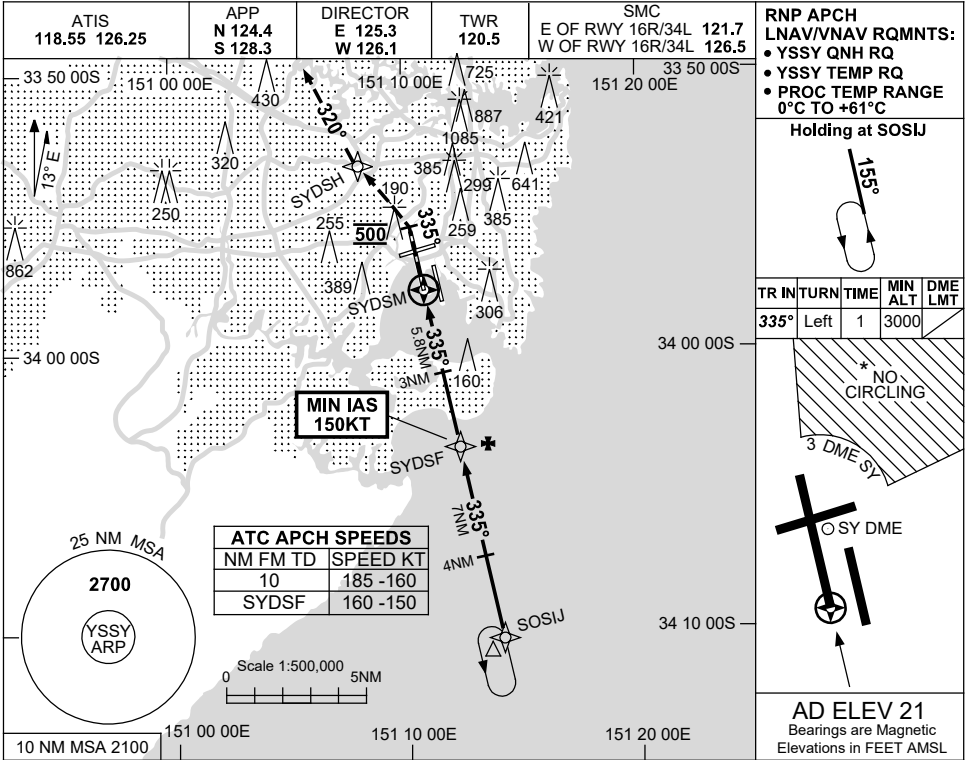 ATIS
118.55 126.25
APP
N 124.4
S 128.3
DIRECTOR
E 125.3
W 126.1
TWR
120.5
SMC
E OF RWY 16R/34L 121.7
W OF RWY 16R/34L 126.5
RNP APCH
LNAV/VNAV RQMNTS:
• YSSY QNH RQ
• YSSY TEMP RQ
• PROC TEMP RANGE
0°C TO +61°C
33 50 00S
151 00 00E
151 10 00E
151 20 00E
33 50 00S
430
725
887
421
1085
320
320°
13° E
385
299
641
SYDSH
190
385
250
335°
255
500
259
862
389
SYDSM
306
34 00 00S
335°
5.8NM
34 00 00S
3NM
160
MIN IAS
150KT
SYDSF
335°
7NM
4NM
25 NM MSA
2700
YSSY
ARP
ATC APCH SPEEDS
NM FM TD SPEED KT
10 185 -160
SYDSF 160 -150
SOSIJ
34 10 00S
Scale 1:500,000
0 5NM
10 NM MSA 2100
151 00 00E
151 10 00E
151 20 00E
Holding at SOSIJ
155°
TR IN TURN TIME MIN ALT DME LMT
335° Left 1 3000
* NO
CIRCLING
3 DME SY
SY DME
AD ELEV 21
Bearings are Magnetic
Elevations in FEET AMSL